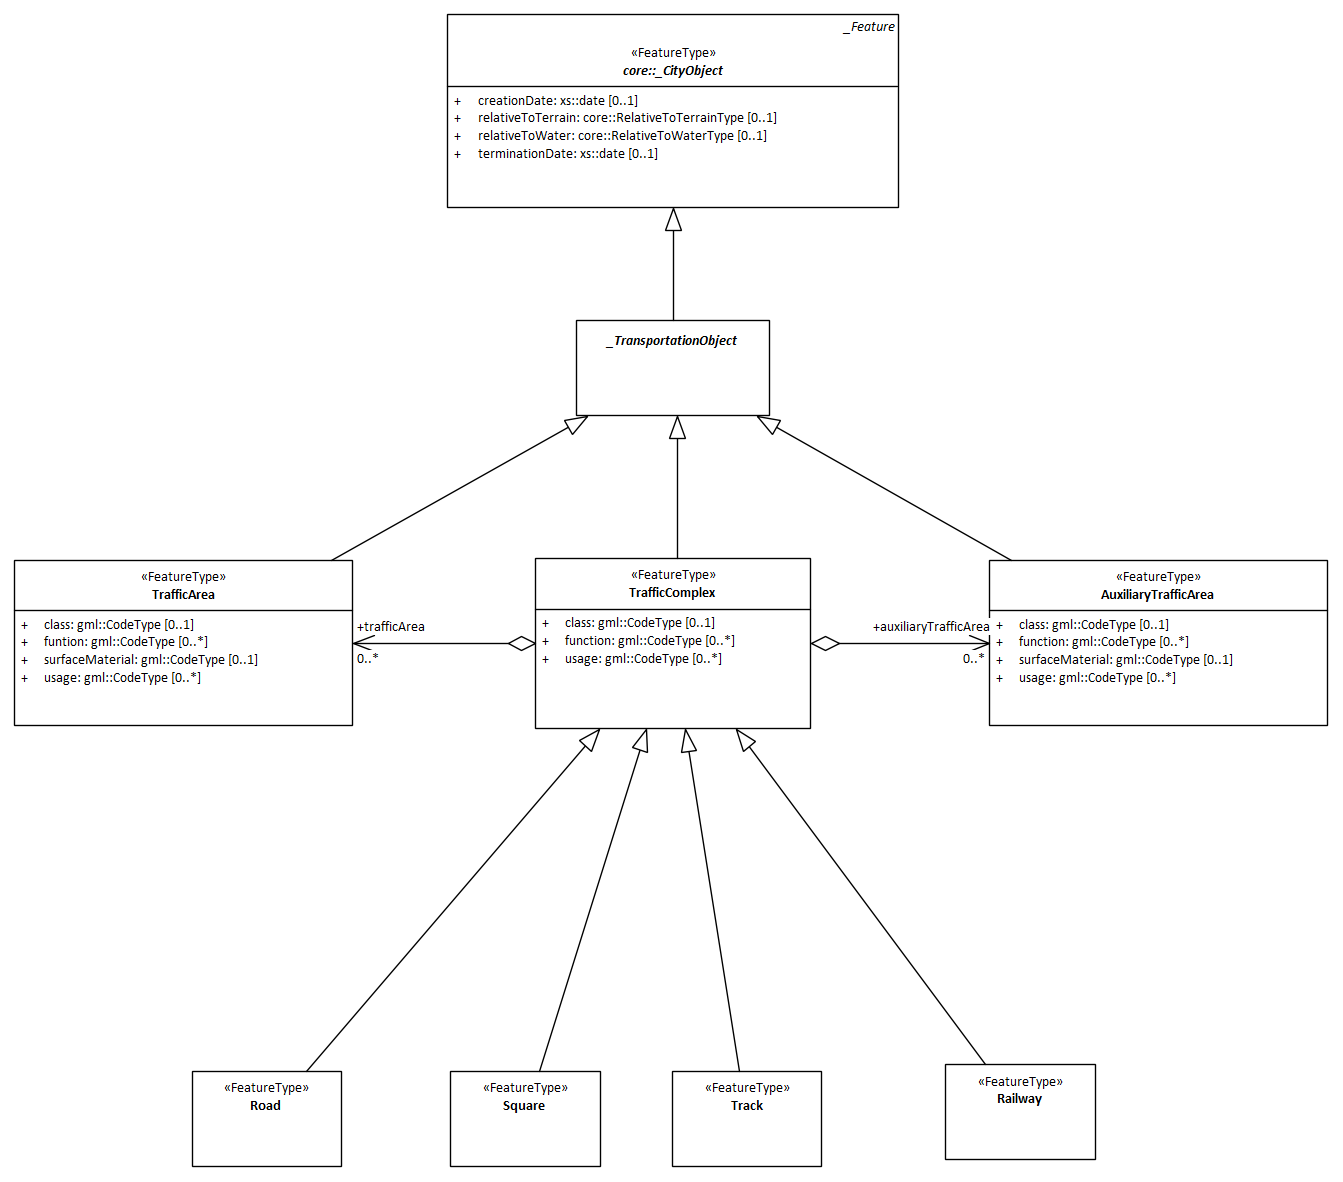 _Feature
«FeatureType»
core::_CityObject
+ creationDate: xs::date [0..1]
+ relativeToTerrain: core::RelativeToTerrainType [0..1]
+ relativeToWater: core::RelativeToWaterType [0..1]
+ terminationDate: xs::date [0..1]
_TransportationObject
«FeatureType»
TrafficArea
+ class: gml::CodeType [0..1]
+ funtion: gml::CodeType [0..*]
+ surfaceMaterial: gml::CodeType [0..1]
+ usage: gml::CodeType [0..*]
+trafficArea
0..*
«FeatureType»
TrafficComplex
+ class: gml::CodeType [0..1]
+ function: gml::CodeType [0..*]
+ usage: gml::CodeType [0..*]
+auxiliaryTrafficArea
0..*
«FeatureType»
AuxiliaryTrafficArea
+ class: gml::CodeType [0..1]
+ function: gml::CodeType [0..*]
+ surfaceMaterial: gml::CodeType [0..1]
+ usage: gml::CodeType [0..*]
«FeatureType»
Road
«FeatureType»
Square
«FeatureType»
Track
«FeatureType»
Railway